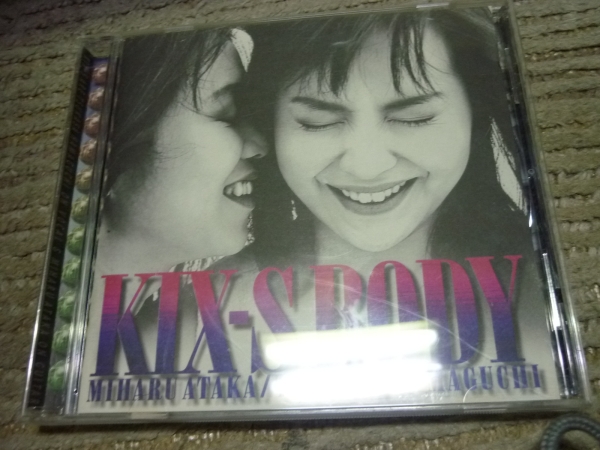 KIX-S BODY
MIHARU ATAKA/